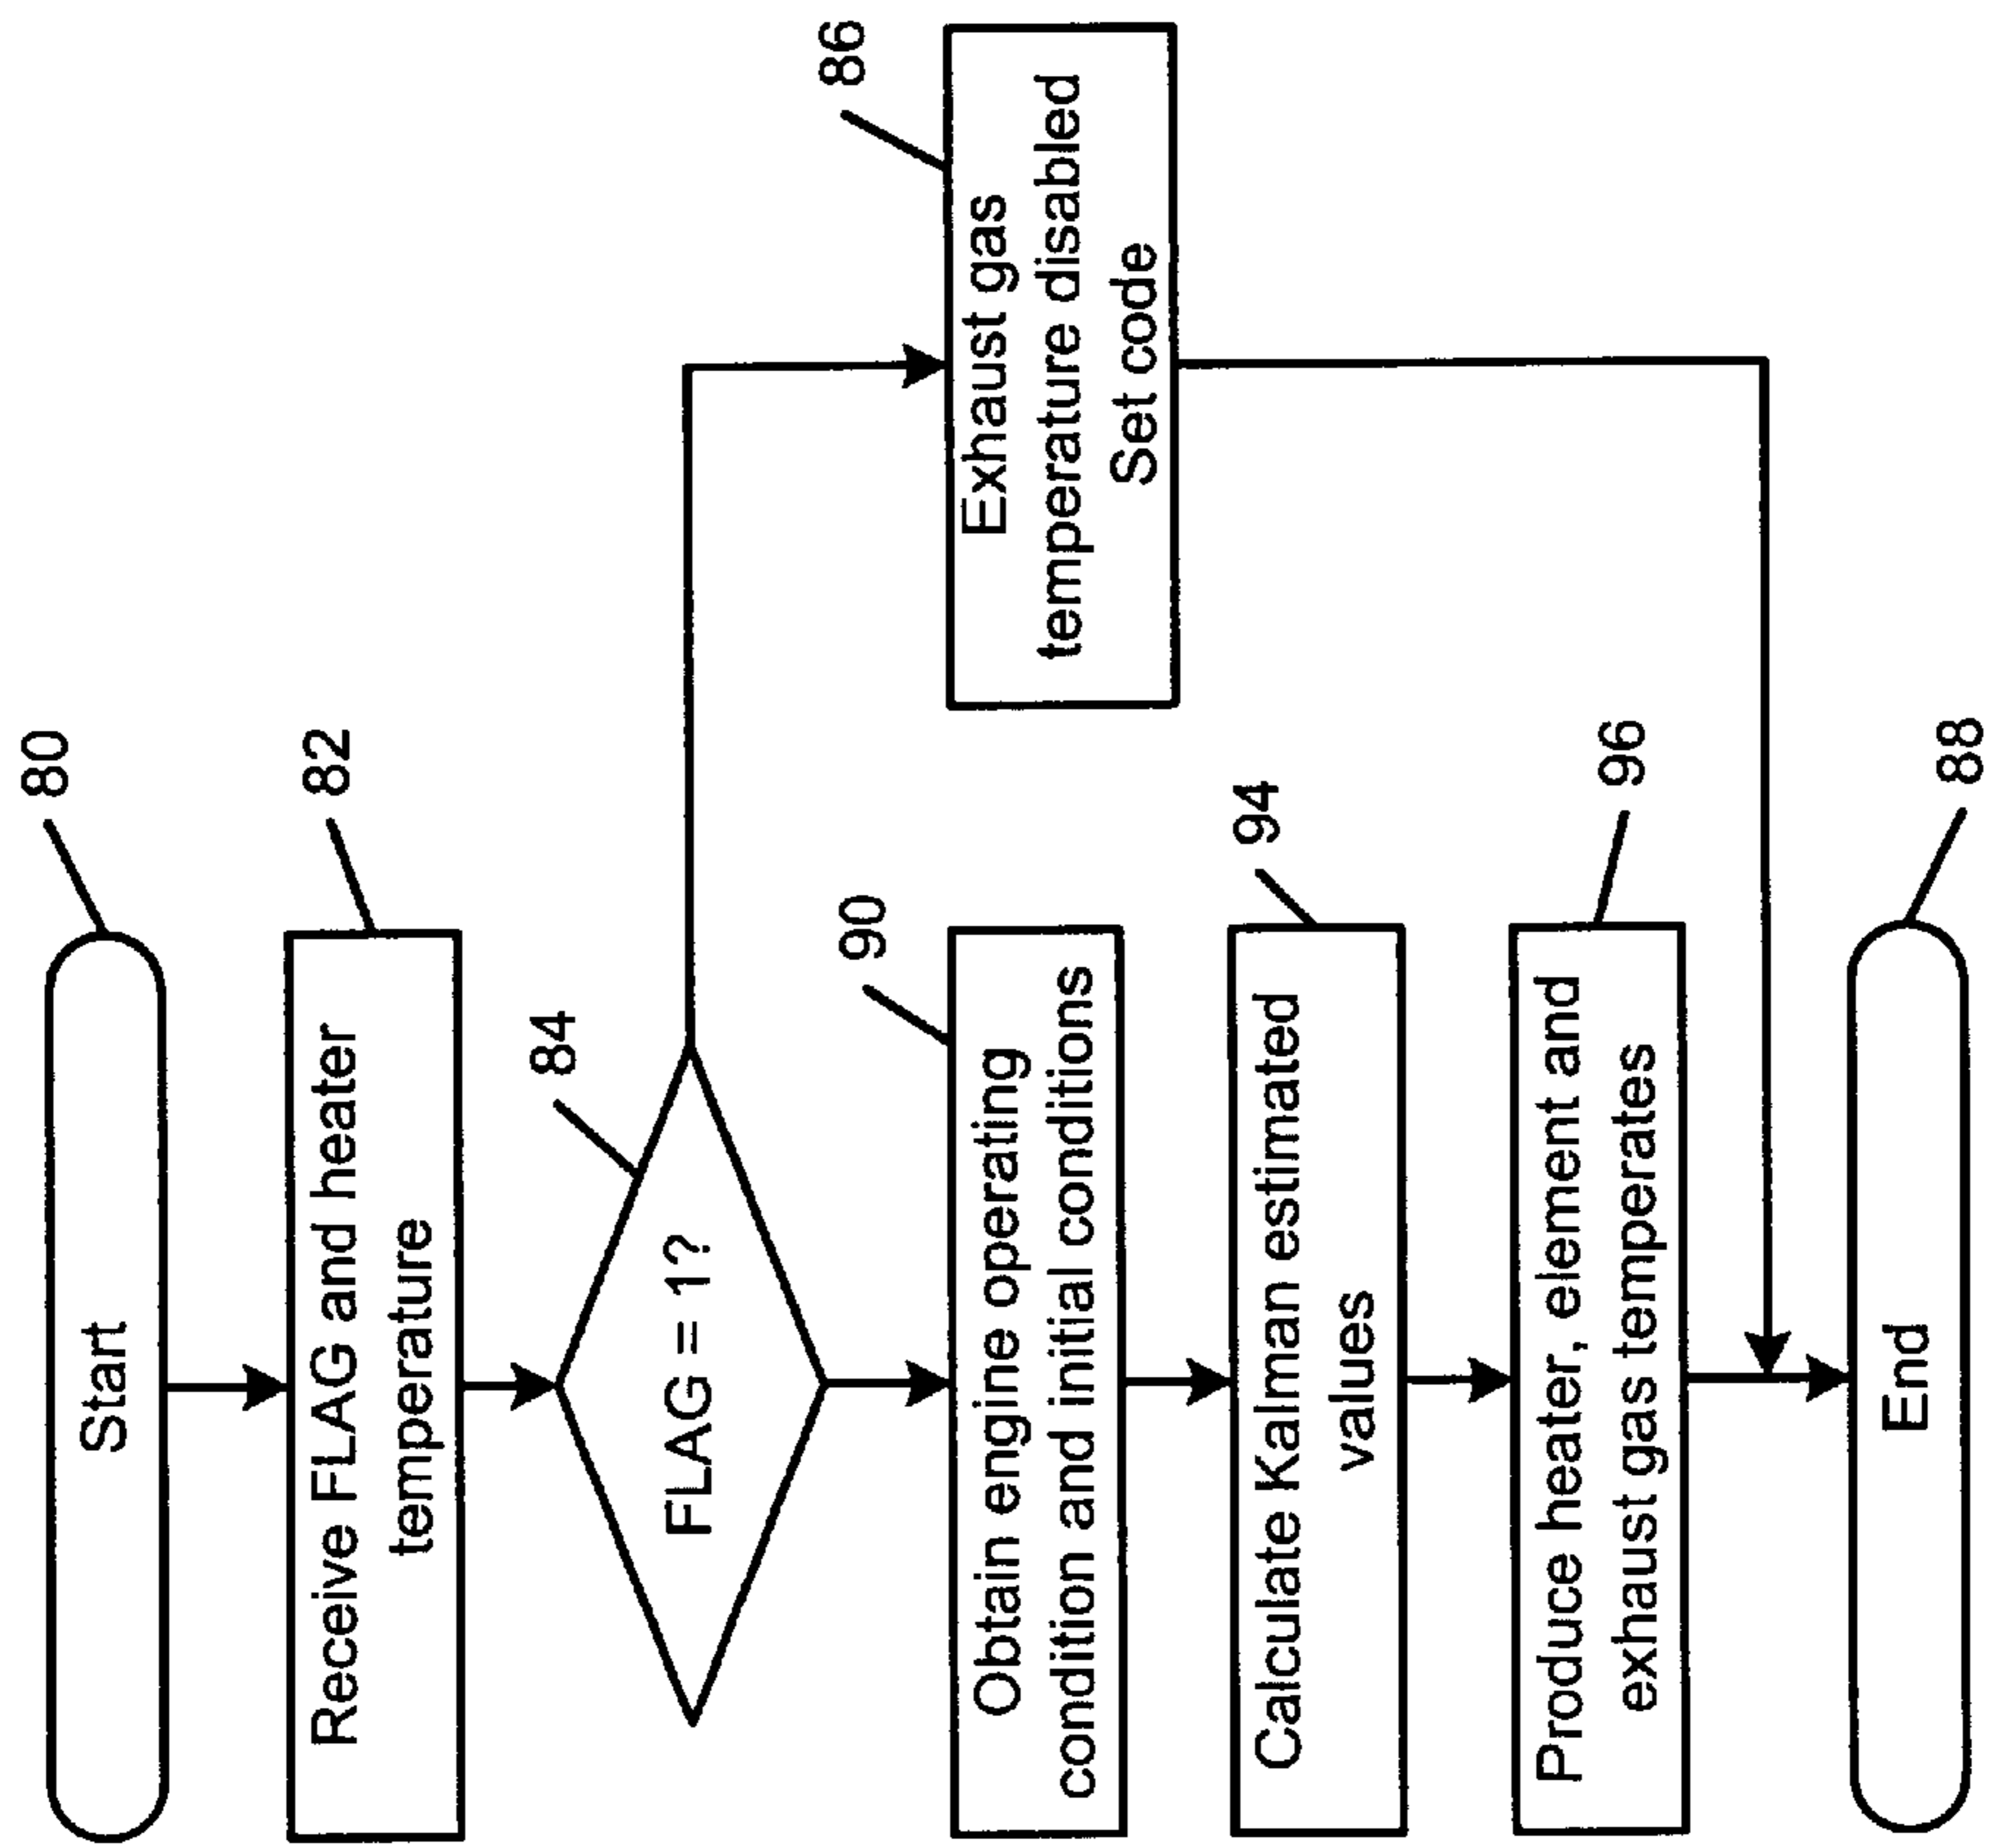 Start
80
Receive FLAG and heater
temperature
82
FLAG = 1?
84
Exhaust gas
temperature disabled
Set code
86
Obtain engine operating
condition and initial conditions
90
Calculate Kalman estimated
values
94
Produce heater, element and
exhaust gas temperates
96
End
88